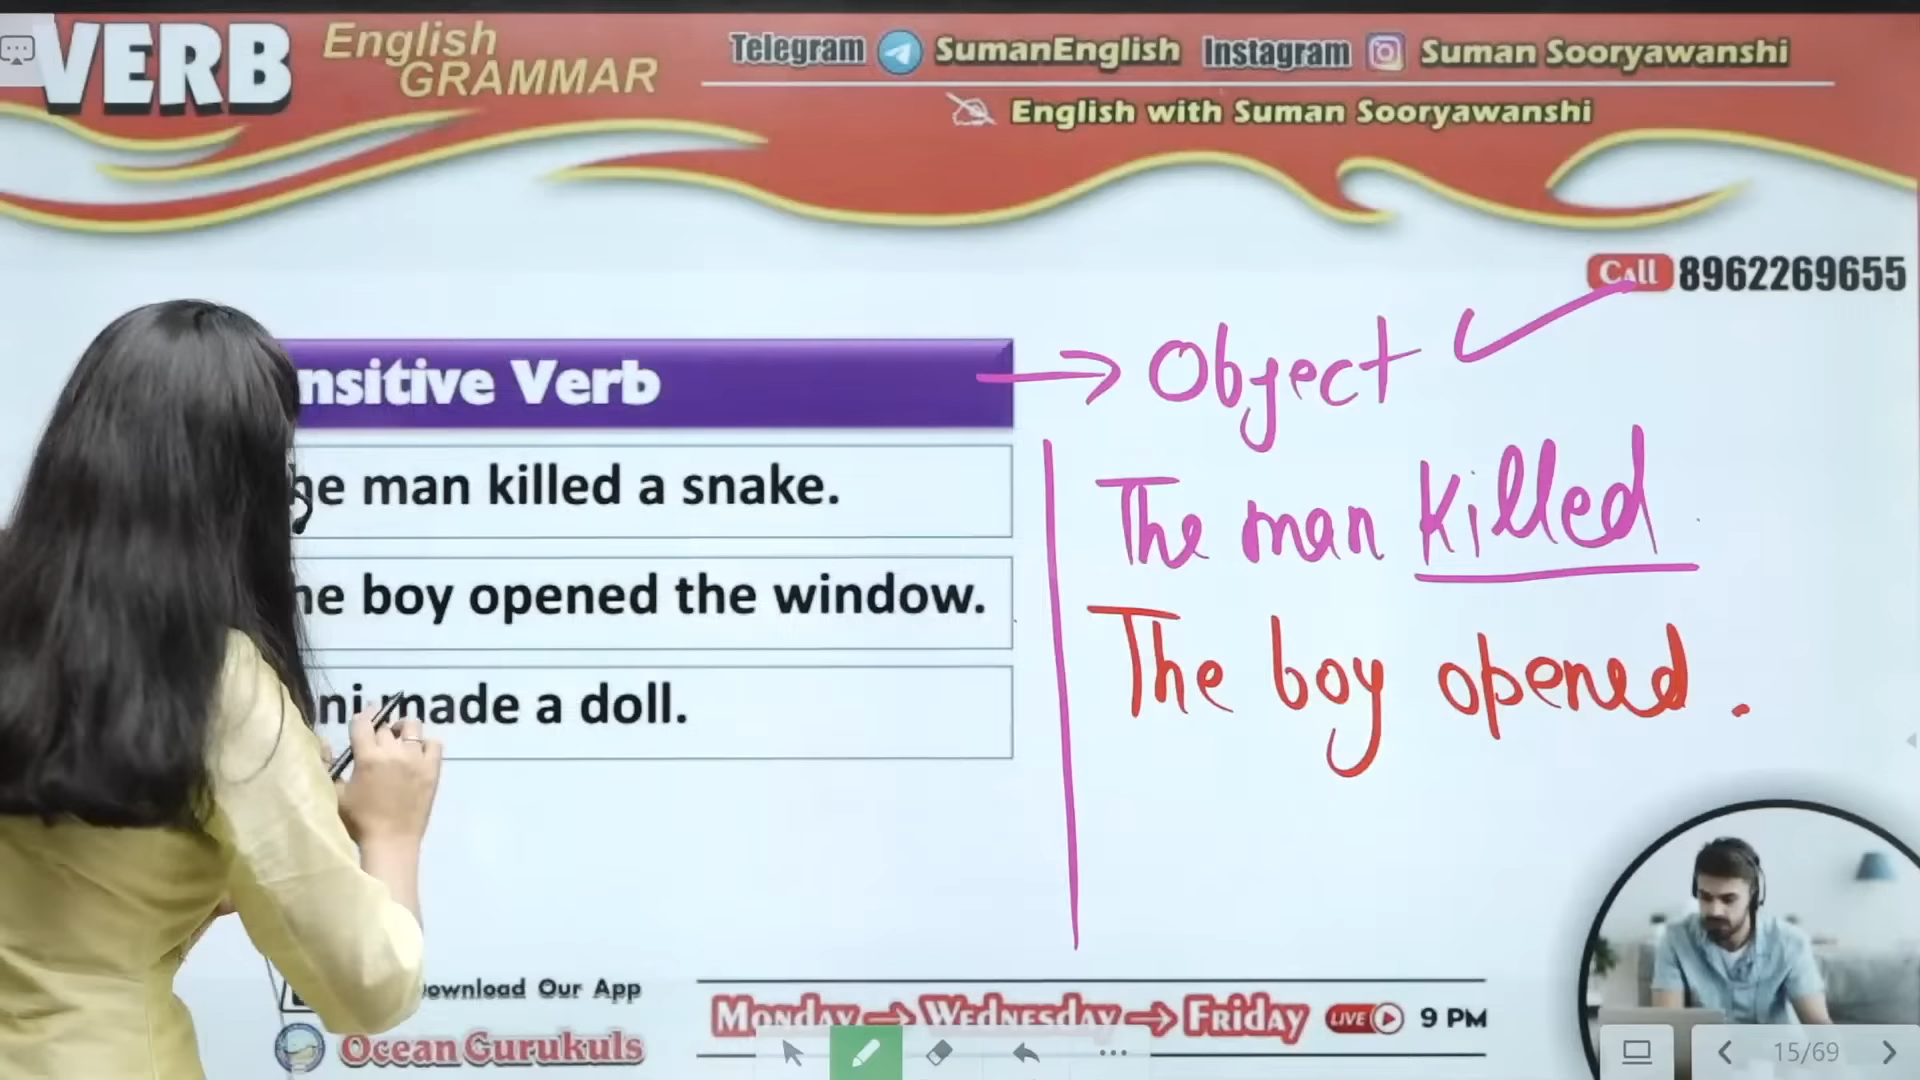 VERB
English
GRAMMAR
Telegram SumanEnglish Instagram Suman Sooryawanshi
English with Suman Sooryawanshi
Call 8962269655
nsitive Verb
Object
he man killed a snake.
The man killed
he boy opened the window.
The boy opened.
ni made a doll.
ownload Our App
Ocean Gurukuls
Monday → Wednesday → Friday LIVE 9 PM
15/69